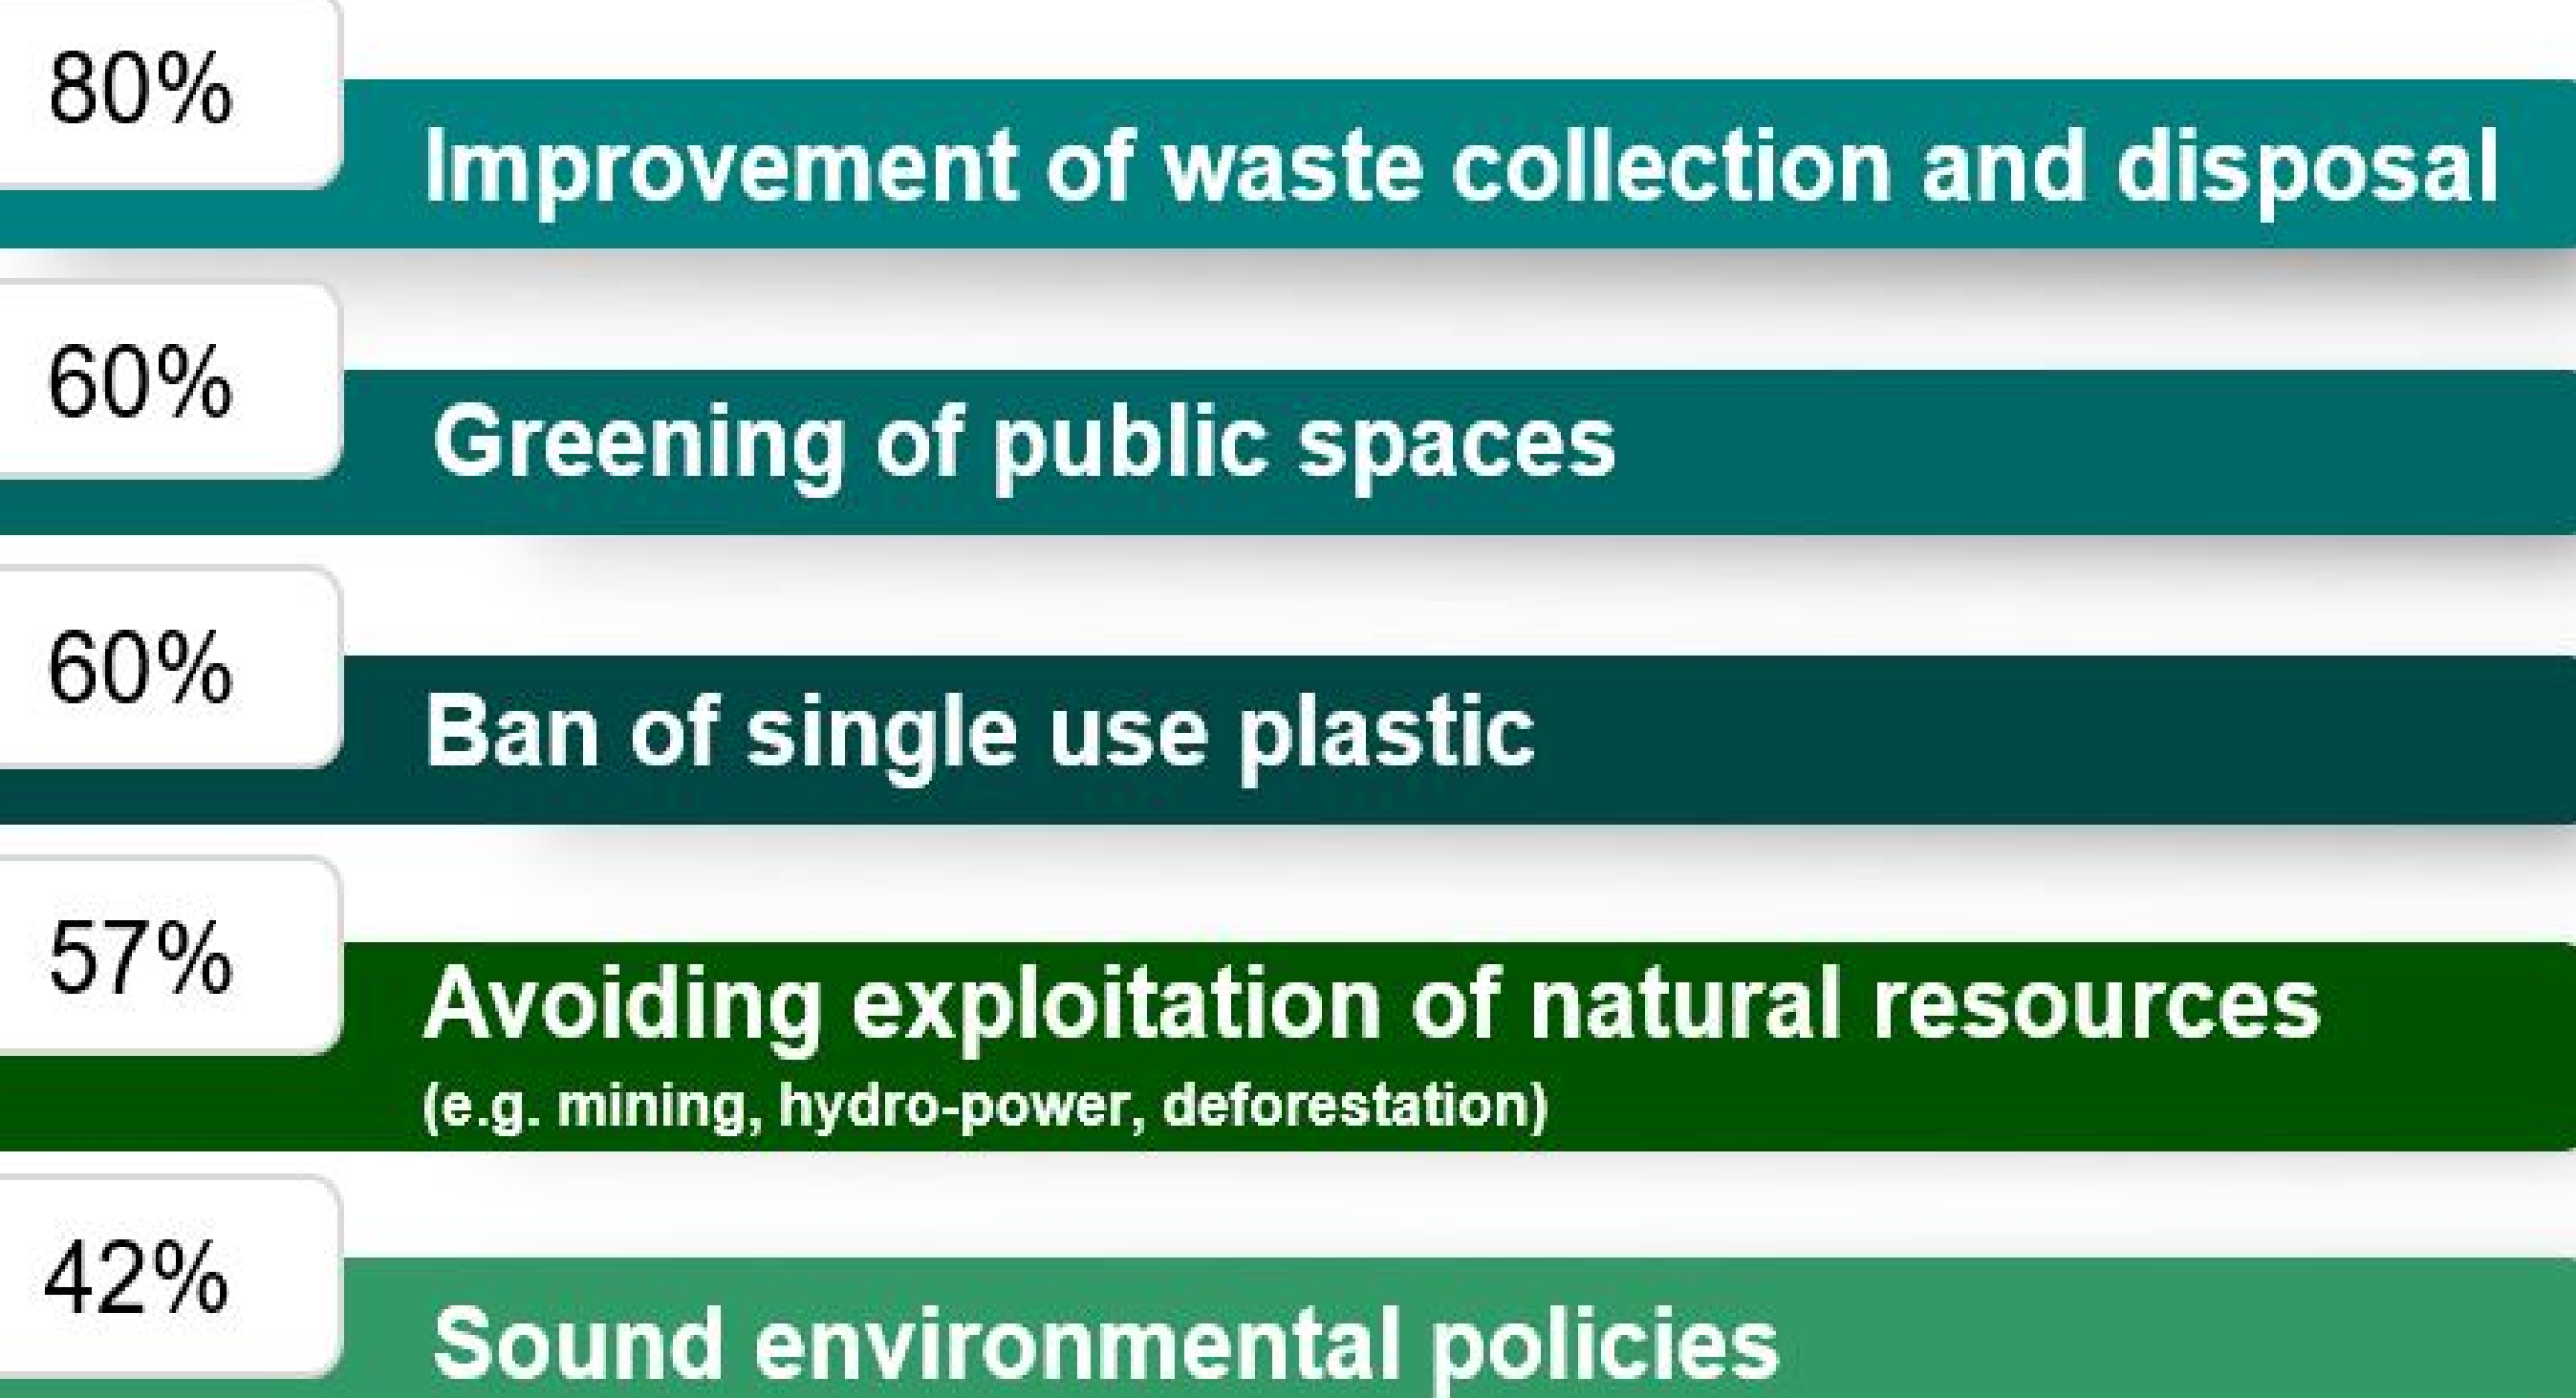 80%
Improvement of waste collection and disposal
60%
Greening of public spaces
60%
Ban of single use plastic
57%
Avoiding exploitation of natural resources
(e.g. mining, hydro-power, deforestation)
42%
Sound environmental policies